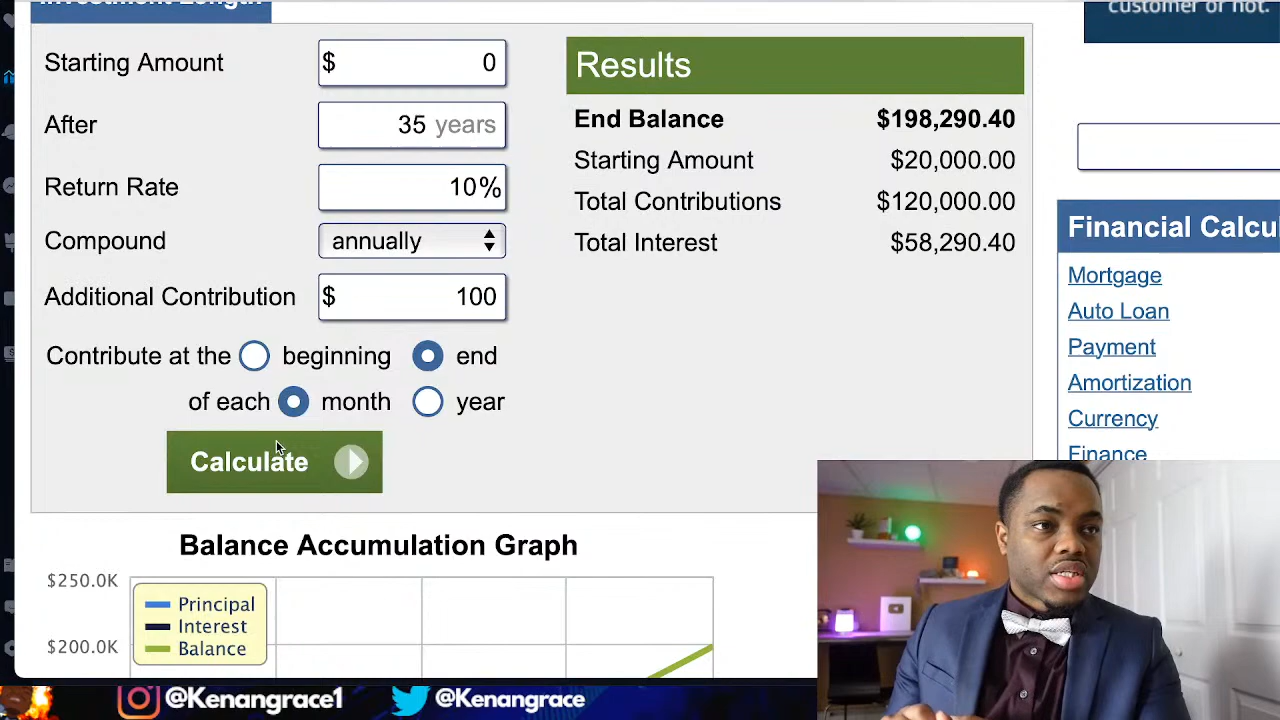 Investment Length
customer or not.
Starting Amount $ 0
After 35 years
Return Rate 10%
Compound annually
Additional Contribution $ 100
Contribute at the beginning end
of each month year
Calculate
Results
End Balance $198,290.40
Starting Amount $20,000.00
Total Contributions $120,000.00
Total Interest $58,290.40
Financial Calcu
Mortgage
Auto Loan
Payment
Amortization
Currency
Finance
Balance Accumulation Graph
$250.0K
$200.0K
Principal
Interest
Balance
@Kenangrace1
@Kenangrace